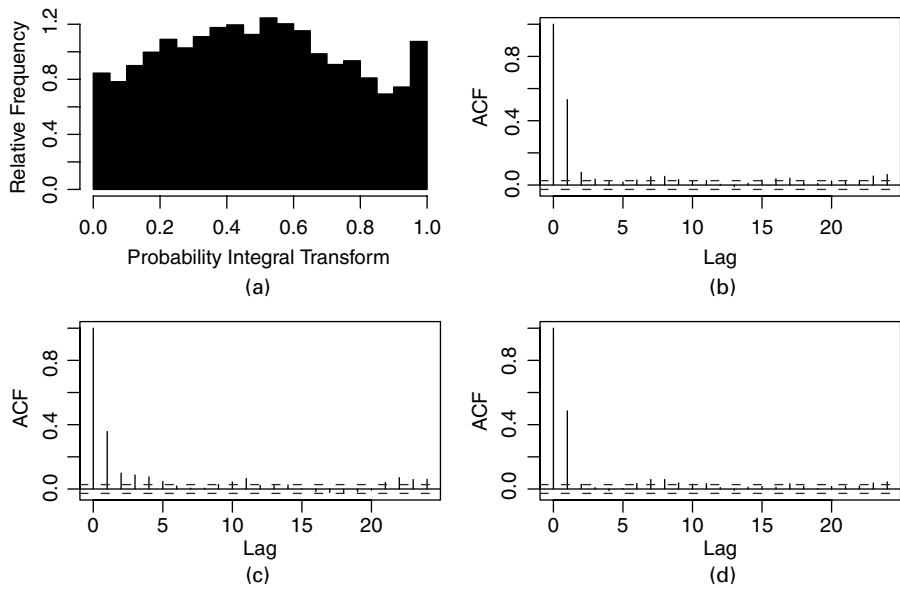 Relative Frequency
1.2
0.8
0.4
0.0
0.0 0.2 0.4 0.6 0.8 1.0
Probability Integral Transform
(a)
ACF
0.8
0.4
0.0
0 5 10 15 20
Lag
(b)
ACF
0.8
0.4
0.0
0 5 10 15 20
Lag
(c)
ACF
0.8
0.4
0.0
0 5 10 15 20
Lag
(d)